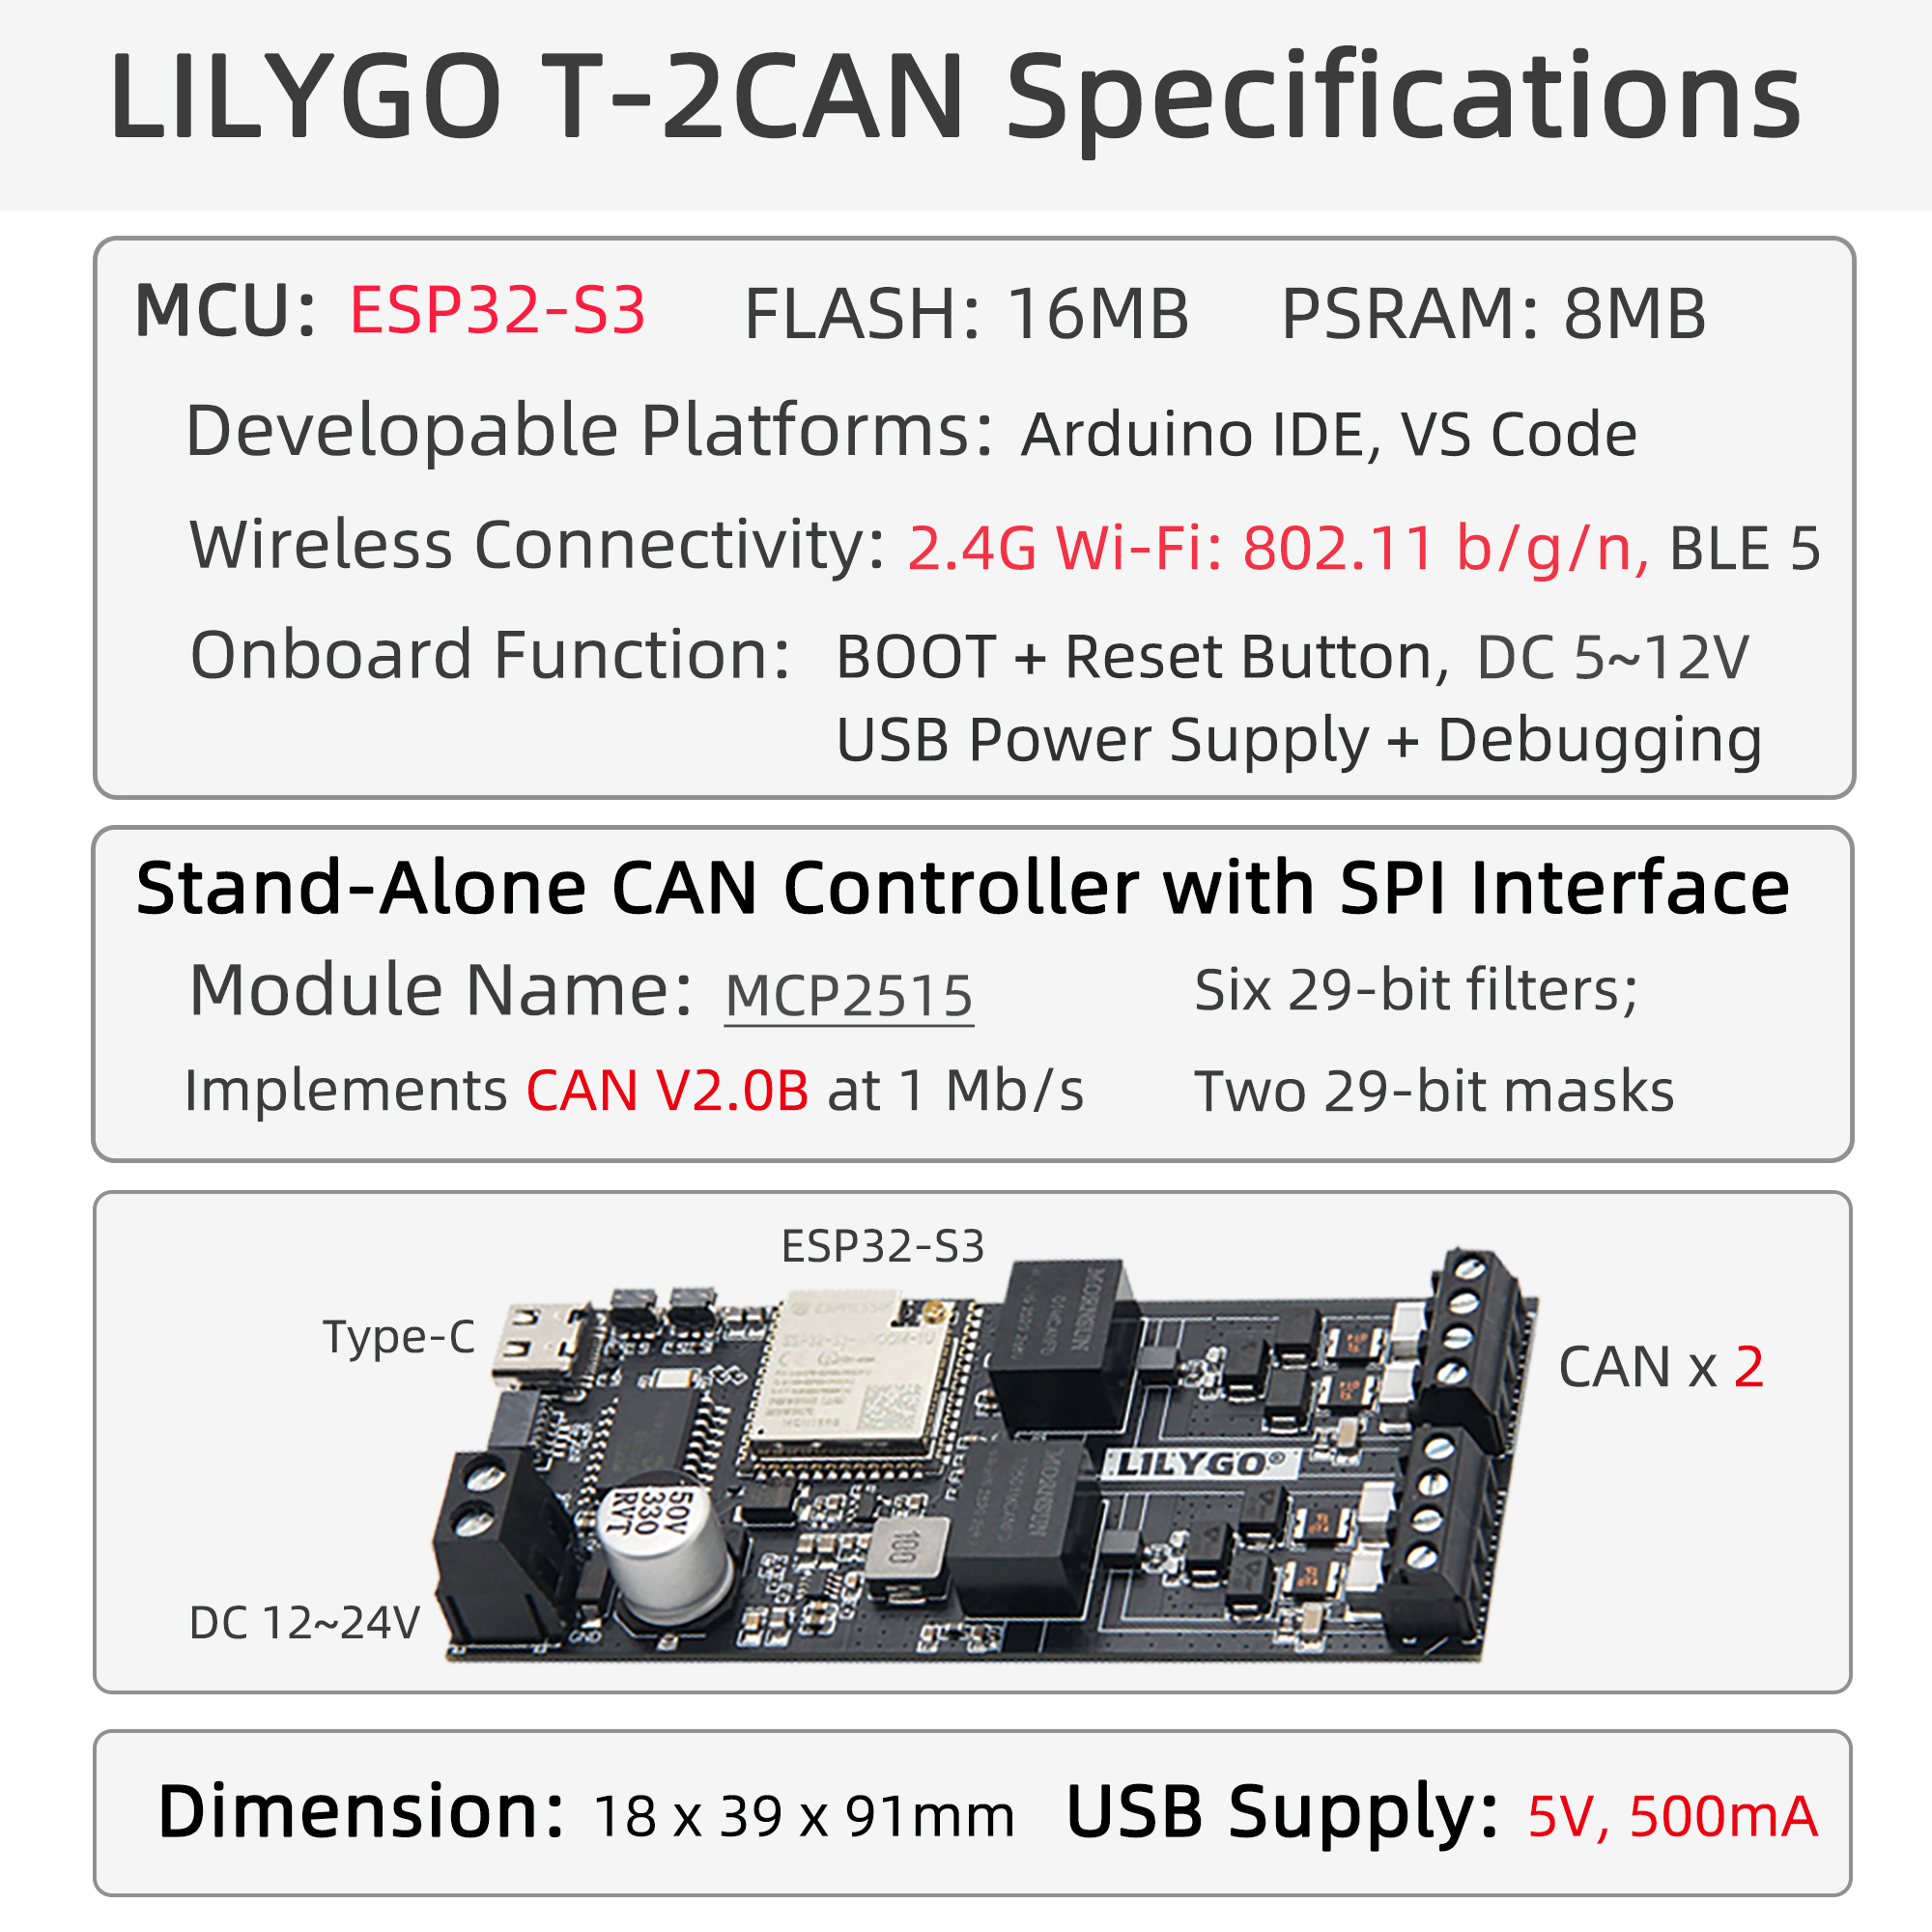 LILYGO T-2CAN Specifications
MCU: ESP32-S3 FLASH: 16MB PSRAM: 8MB
Developable Platforms: Arduino IDE, VS Code
Wireless Connectivity: 2.4G Wi-Fi: 802.11 b/g/n, BLE 5
Onboard Function: BOOT + Reset Button, DC 5~12V
USB Power Supply + Debugging
Stand-Alone CAN Controller with SPI Interface
Module Name: MCP2515 Six 29-bit filters;
Implements CAN V2.0B at 1 Mb/s Two 29-bit masks
ESP32-S3
Type-C
CAN x 2
DC 12~24V
MORNSUN
MORNSUN
LILYGO®
50V
330
RVT
100
Dimension: 18 x 39 x 91mm USB Supply: 5V, 500mA